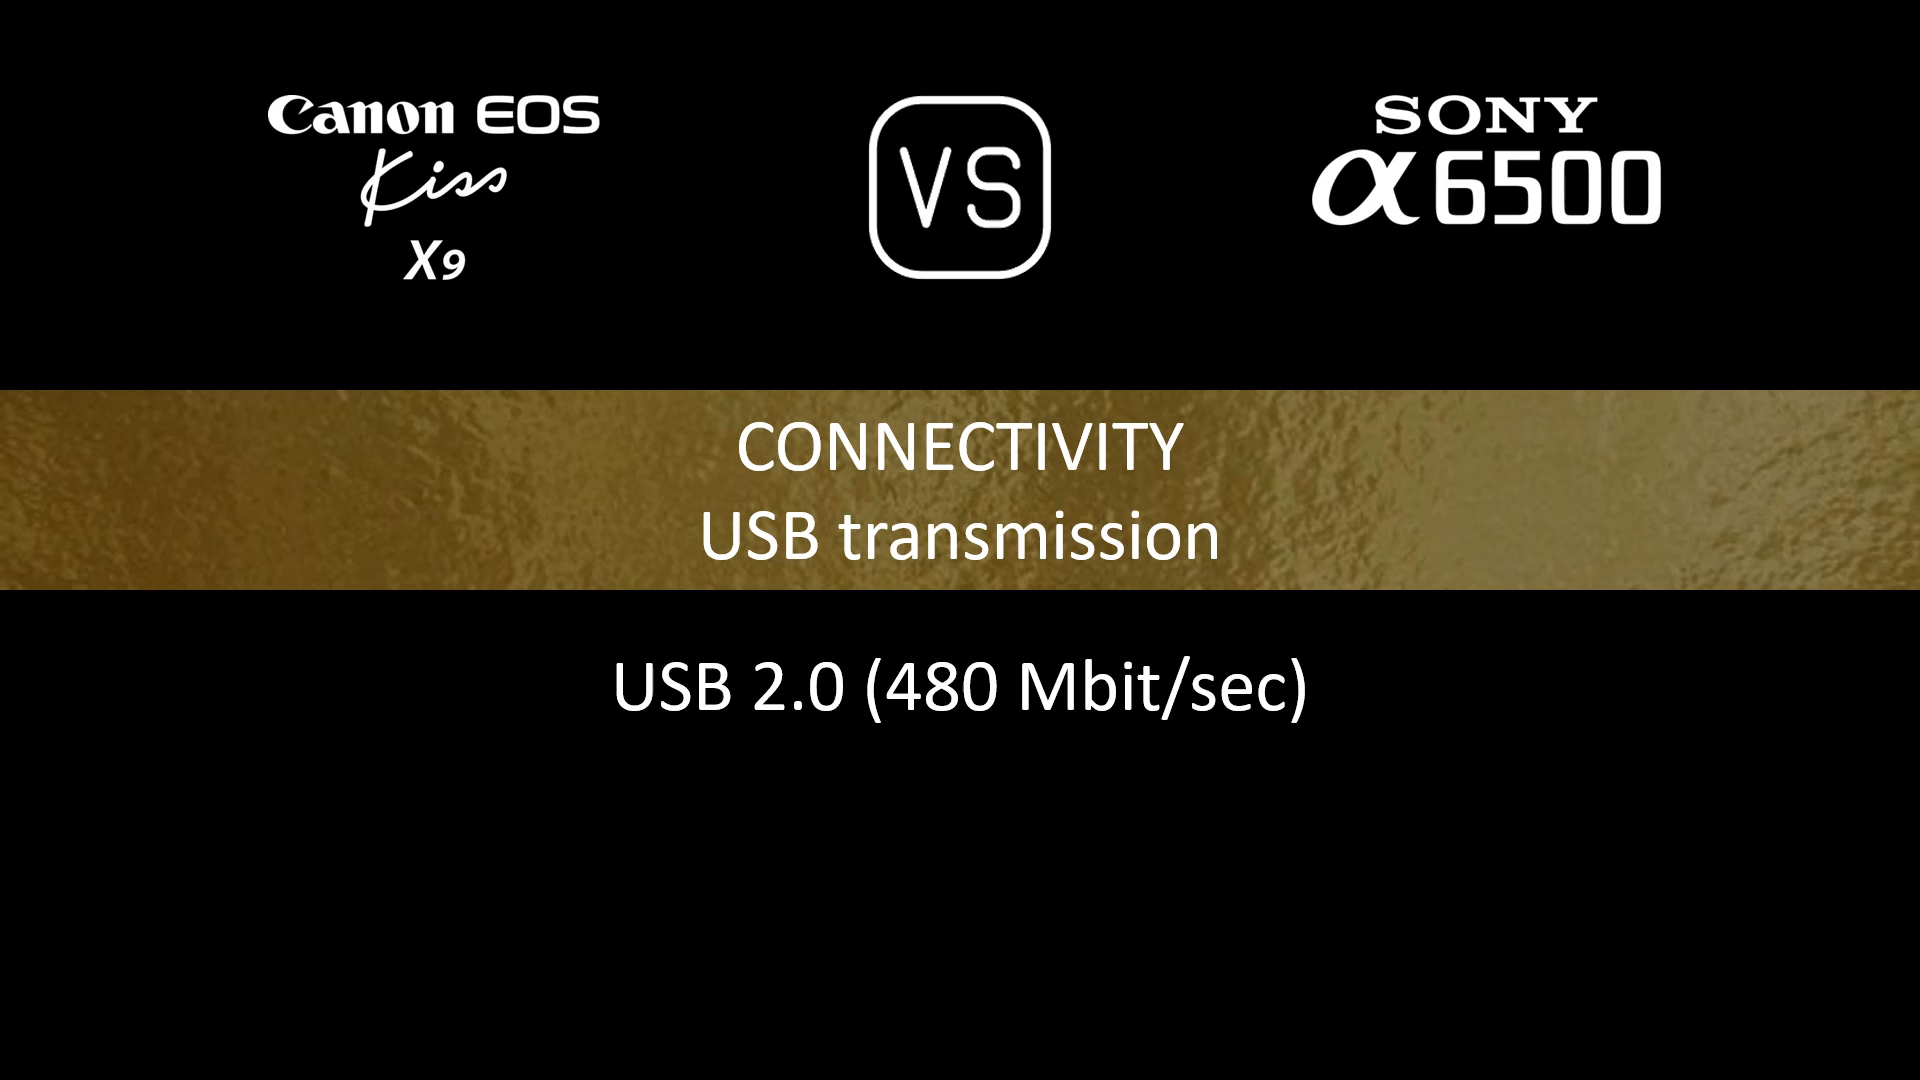 Canon EOS
Kiss
X9
VS
SONY
α6500
CONNECTIVITY
USB transmission
USB 2.0 (480 Mbit/sec)